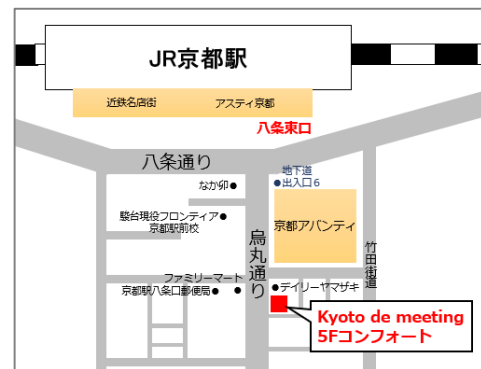 JR京都駅
近鉄名店街
アスティ京都
八条東口
八条通り
地下道
出入口6
なか卯
駿台現役フロンティア
京都駅前校
京都アバンティ
烏丸通り
竹田街道
ファミリーマート
京都駅八条口郵便局
デイリーヤマザキ
Kyoto de meeting
5Fコンフォート